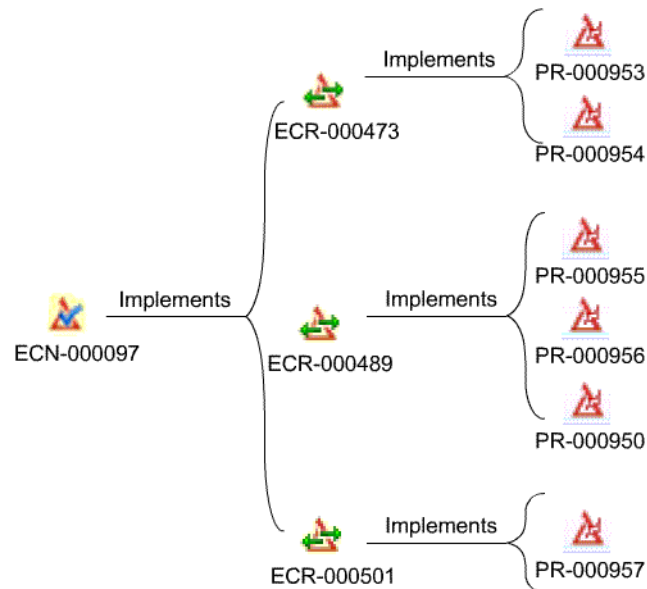 Implements
PR-000953
ECR-000473
PR-000954
Implements
Implements
PR-000955
ECN-000097
ECR-000489
PR-000956
PR-000950
Implements
ECR-000501
PR-000957